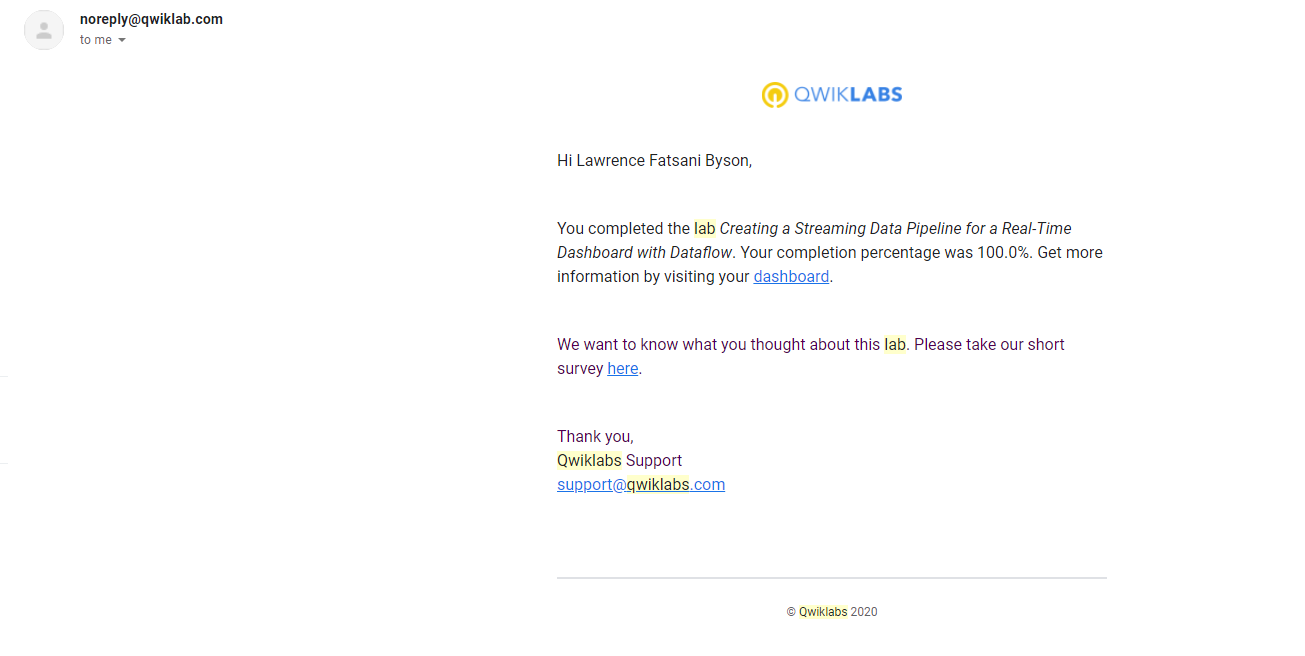 noreply@qwiklab.com
to me
QWIKLABS
Hi Lawrence Fatsani Byson,
You completed the lab Creating a Streaming Data Pipeline for a Real-Time
Dashboard with Dataflow. Your completion percentage was 100.0%. Get more
information by visiting your dashboard.
We want to know what you thought about this lab. Please take our short
survey here.
Thank you,
Qwiklabs Support
support@qwiklabs.com
© Qwiklabs 2020